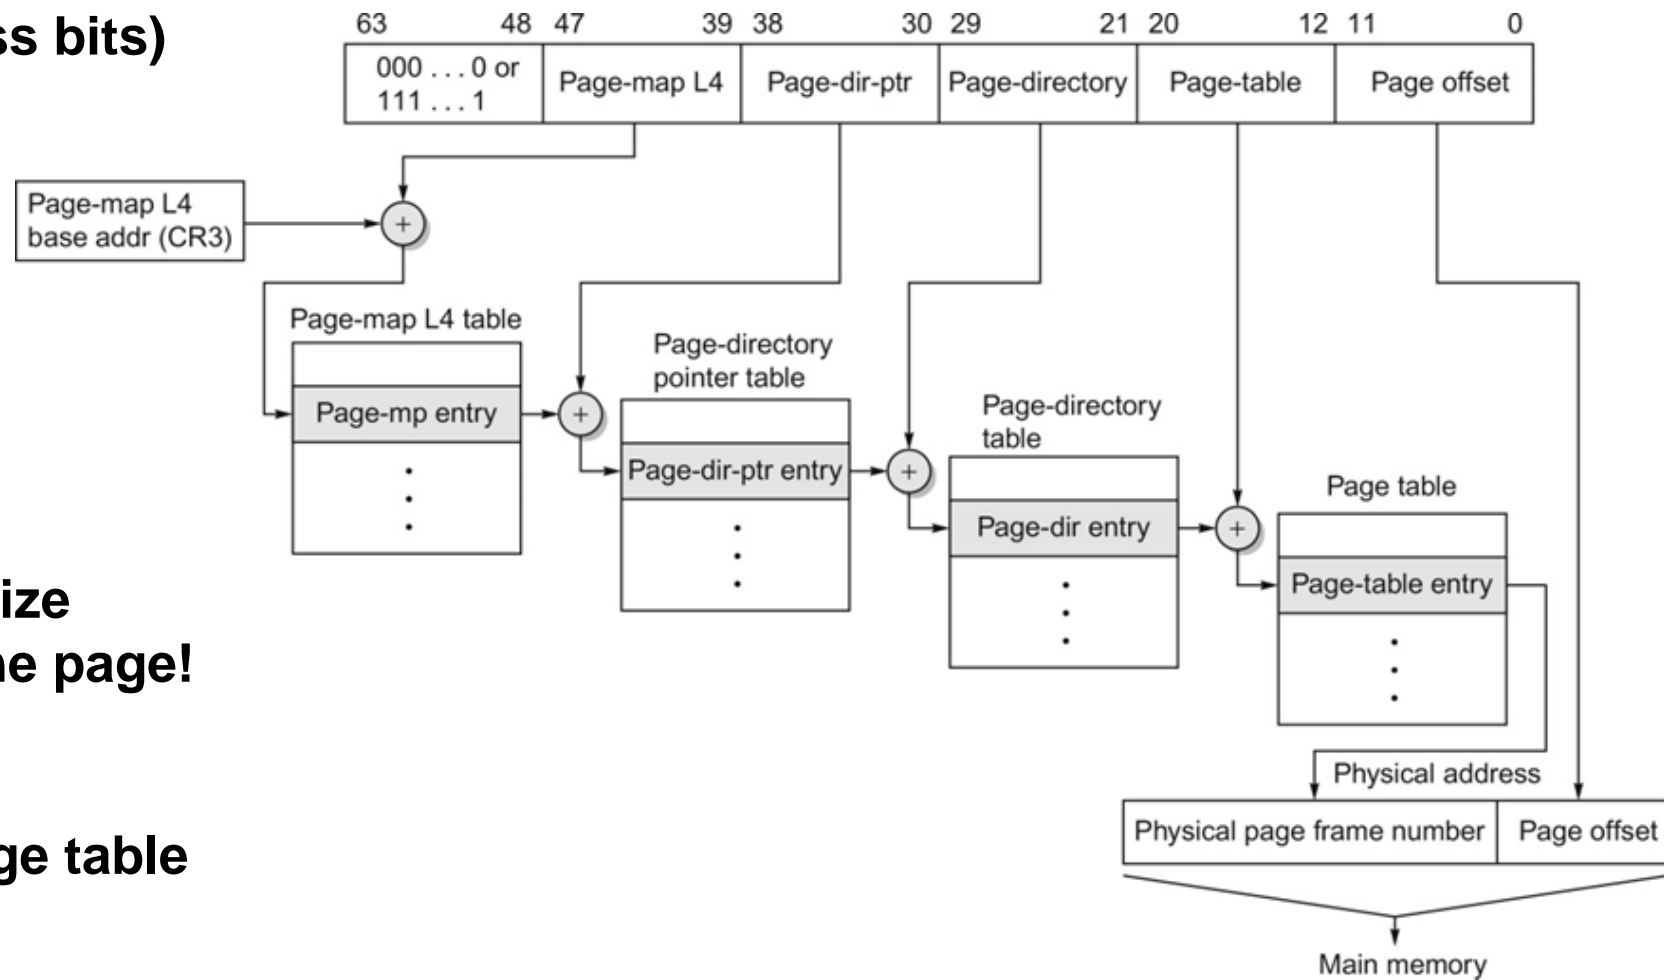 ss bits)
63 48 47 39 38 30 29 21 20 12 11 0
000 . . . 0 or
111 . . . 1
Page-map L4
Page-dir-ptr
Page-directory
Page-table
Page offset
Page-map L4
base addr (CR3)
+
Page-map L4 table
Page-mp entry
+
Page-directory
pointer table
Page-dir-ptr entry
+
Page-directory
table
Page-dir entry
+
Page table
Page-table entry
ize
ne page!
Physical address
Physical page frame number
Page offset
ge table
Main memory